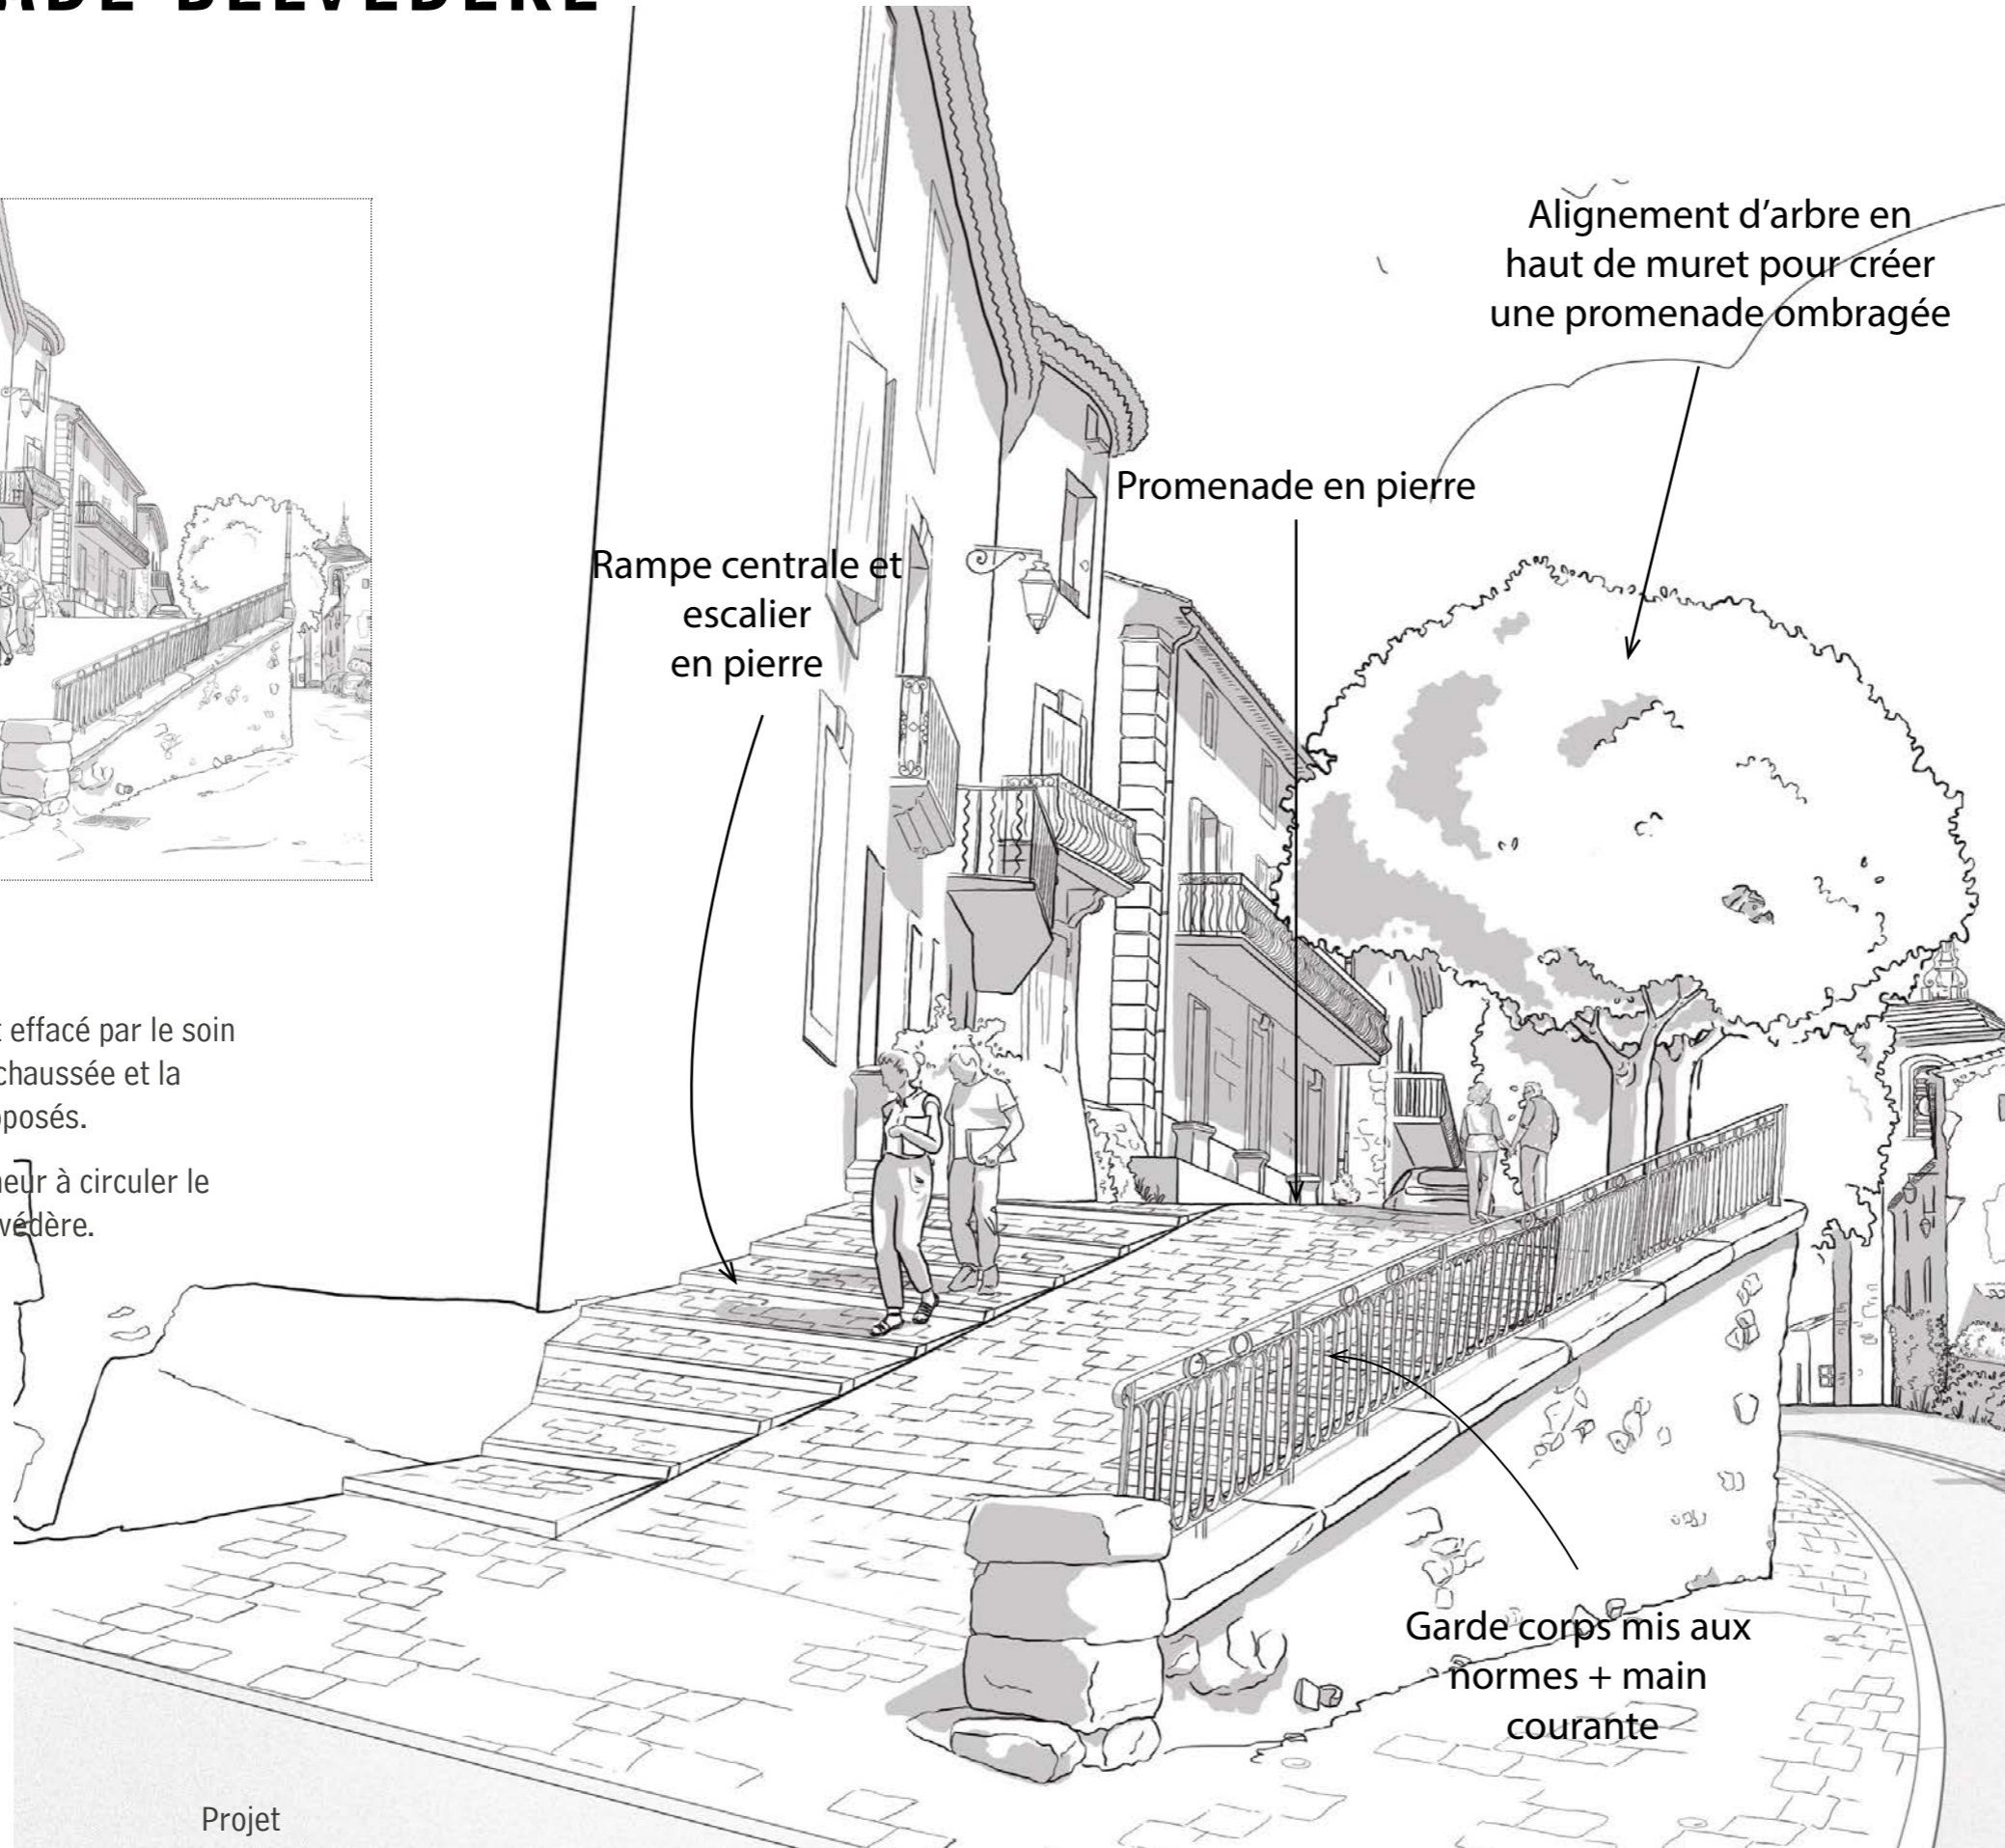 BELVEDERE
Alignement d'arbre en
haut de muret pour créer
une promenade ombragée
Promenade en pierre
Rampe centrale et
escalier
en pierre
effacé par le soin
chaussée et la
posés.
à circuler le
védère.
Garde corps mis aux
normes + main
courante
Projet